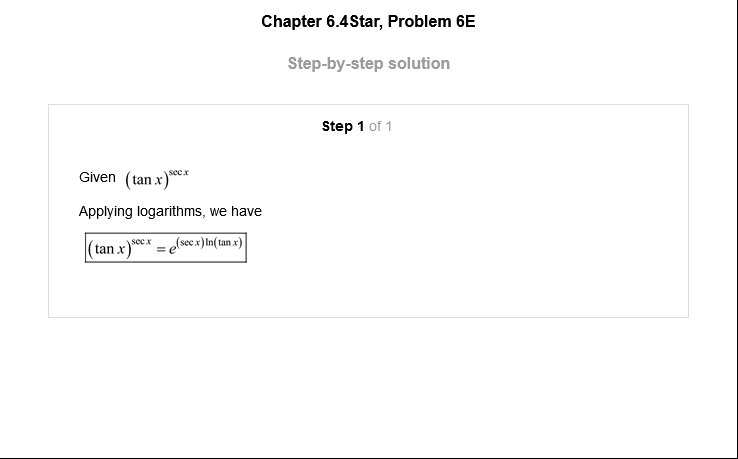 Chapter 6.4Star, Problem 6E
Step-by-step solution
Step 1 of 1
Given (tan x)^sec x
Applying logarithms, we have
(tan x)^sec x = e^(sec x)ln(tan x)